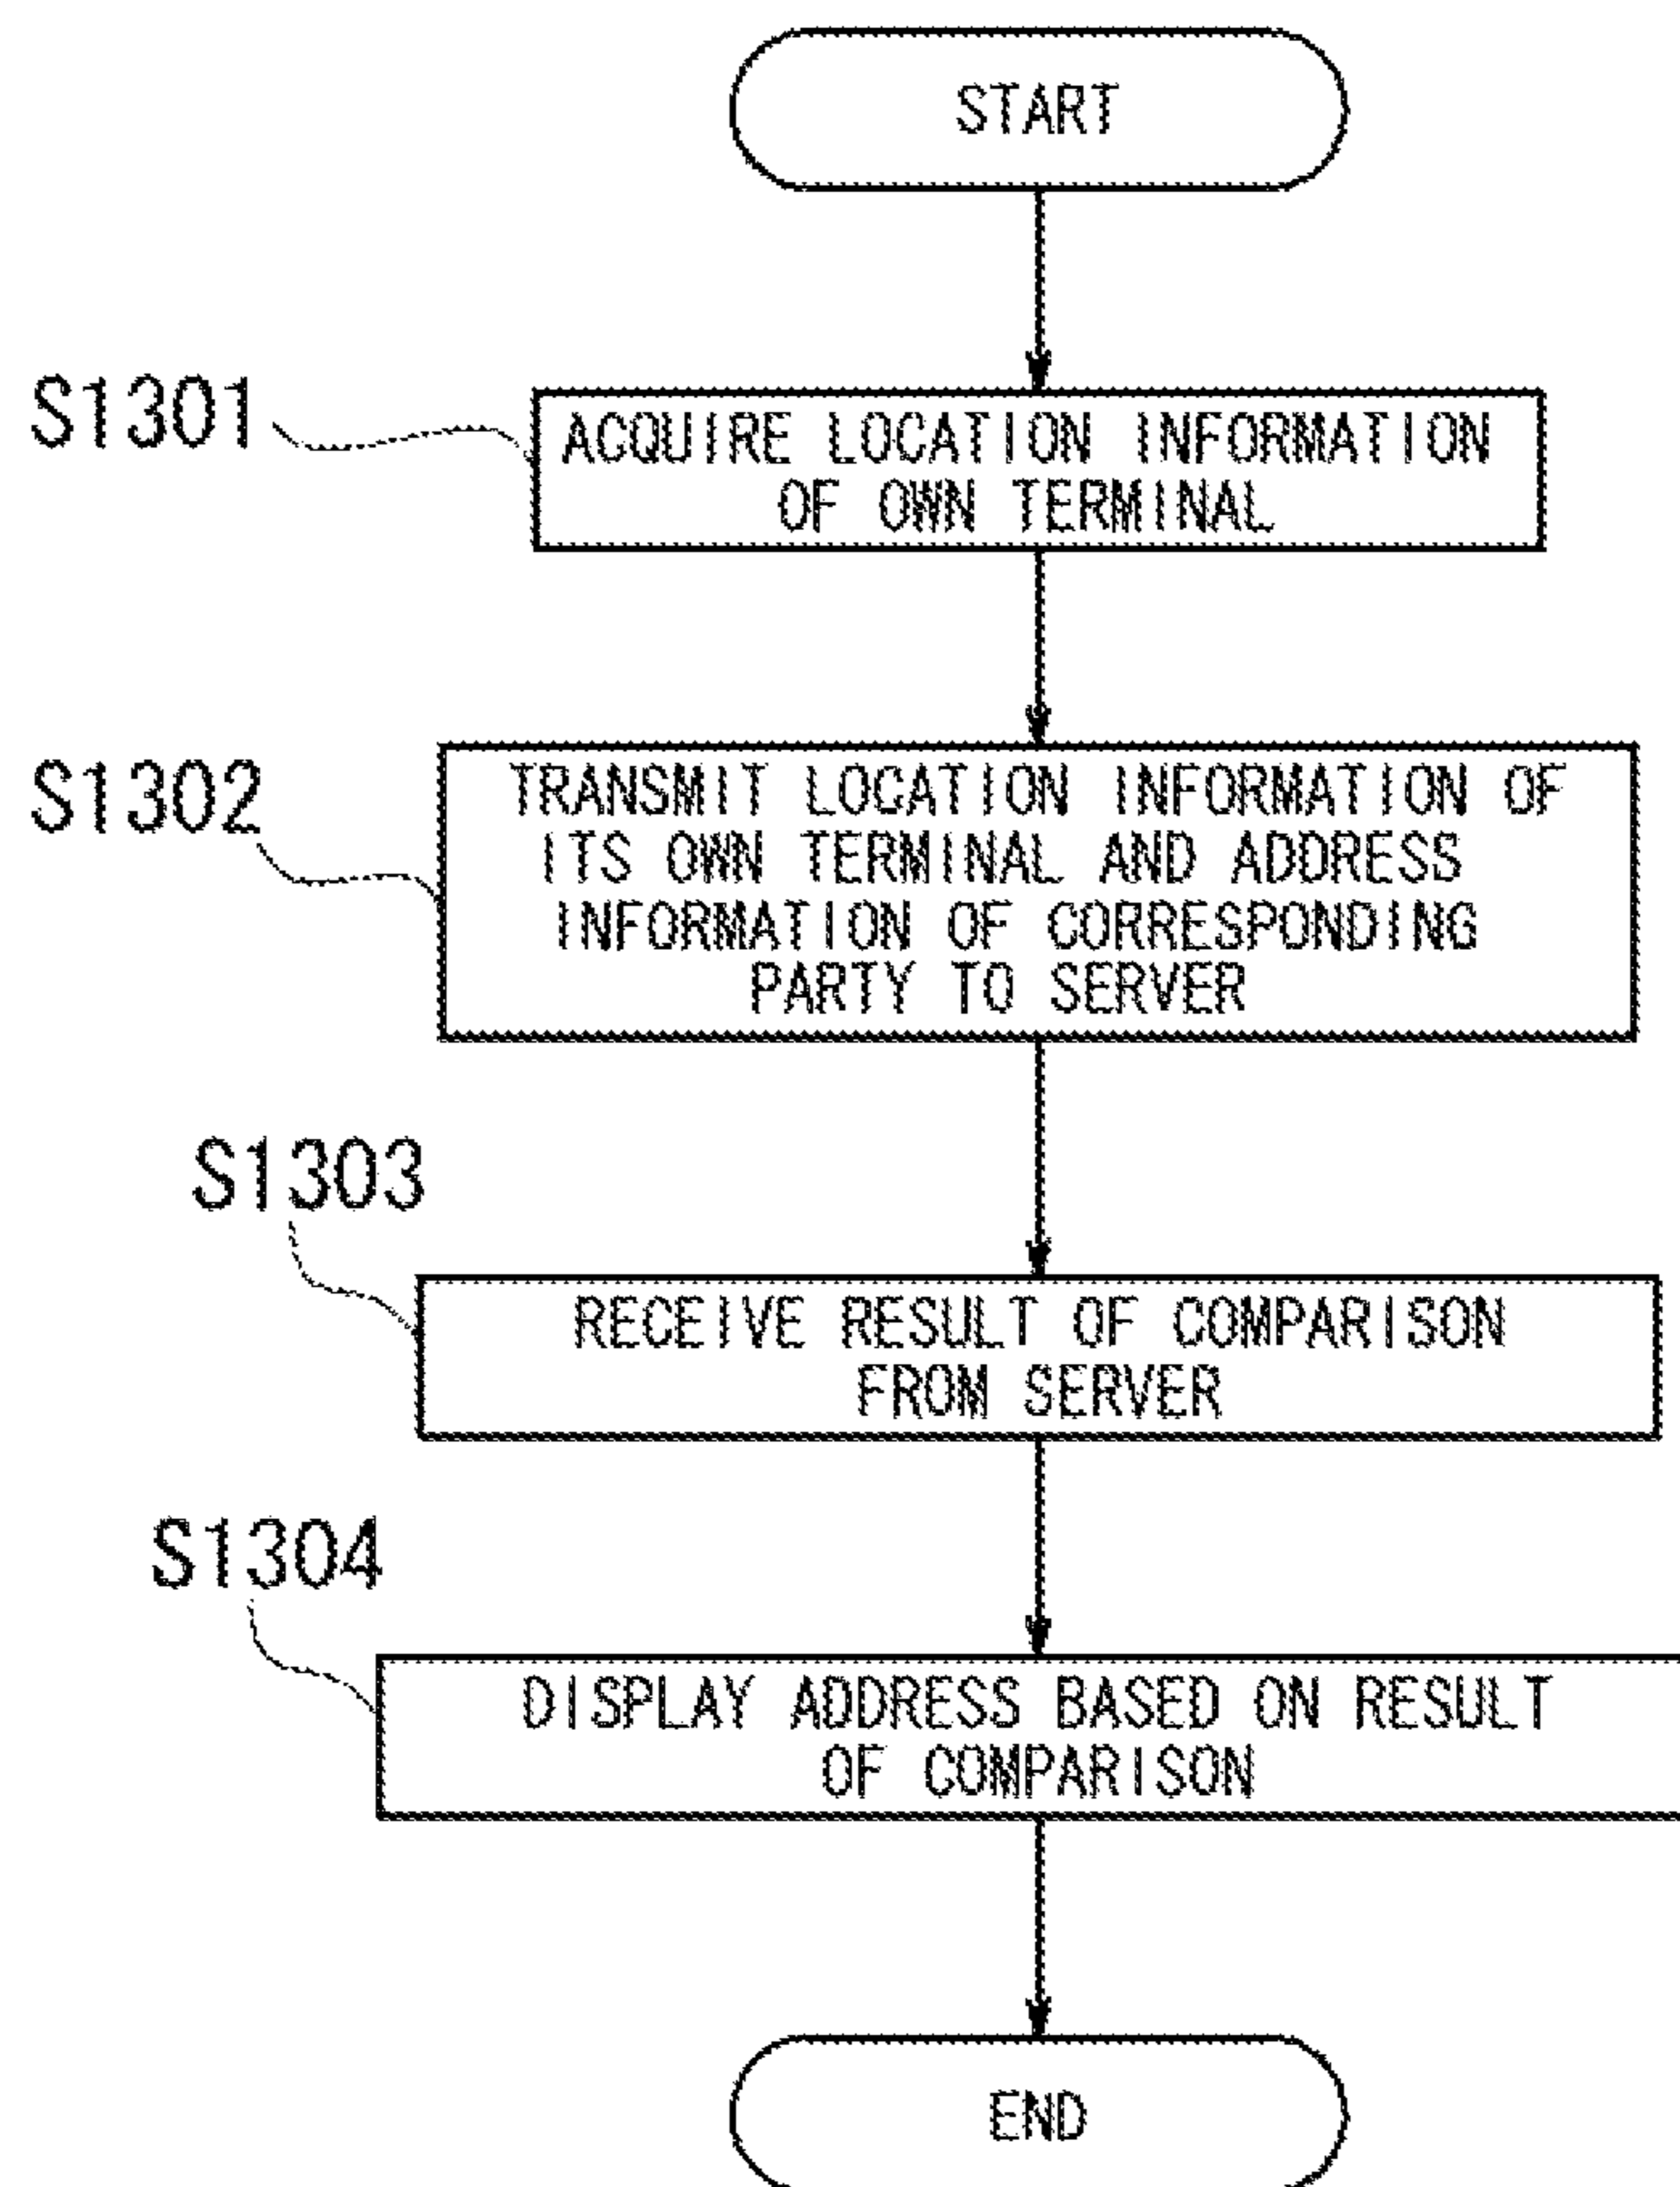 START
S1301
ACQUIRE LOCATION INFORMATION
OF OWN TERMINAL
S1302
TRANSMIT LOCATION INFORMATION OF
ITS OWN TERMINAL AND ADDRESS
INFORMATION OF CORRESPONDING
PARTY TO SERVER
S1303
RECEIVE RESULT OF COMPARISON
FROM SERVER
S1304
DISPLAY ADDRESS BASED ON RESULT
OF COMPARISON
END